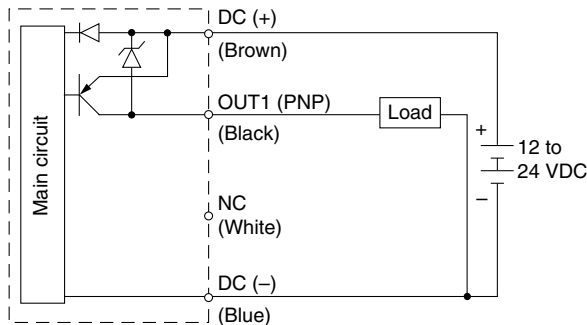 DC (+)
(Brown)
OUT1 (PNP)
(Black)
Load
Main circuit
+
12 to
24 VDC
–
NC
(White)
DC (–)
(Blue)